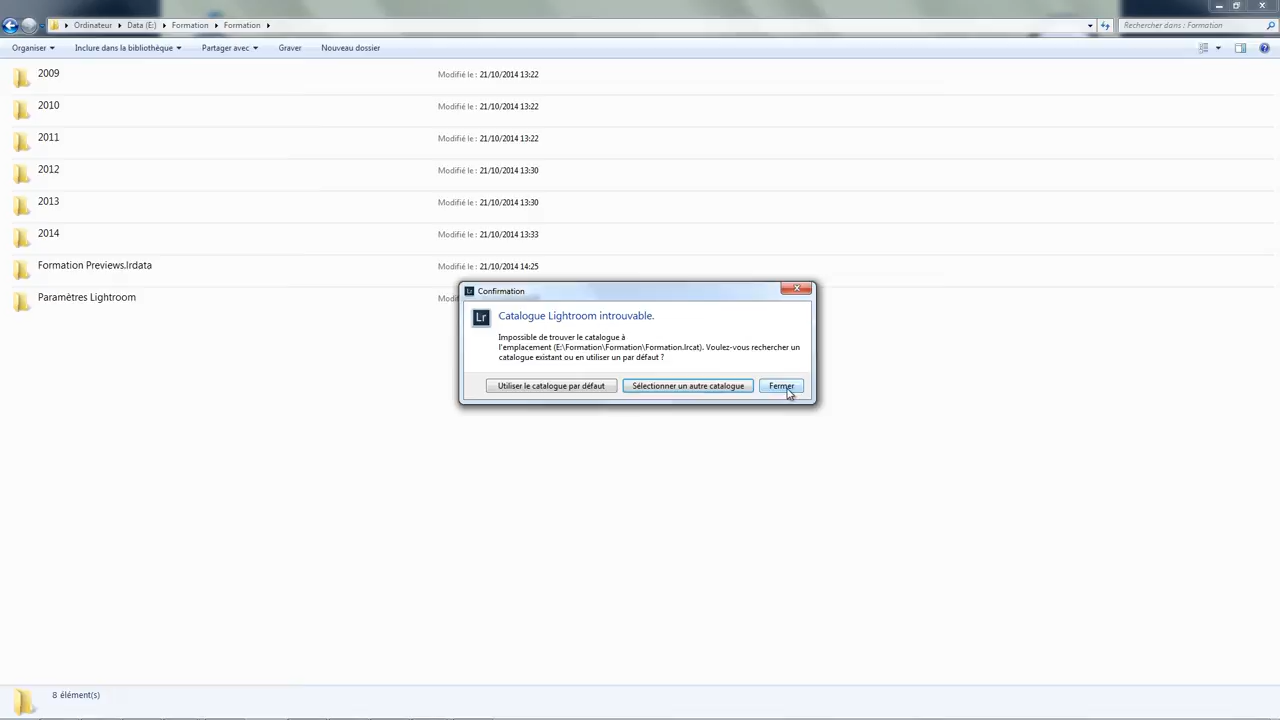 Ordinateur Data (E:) Formation Formation
Rechercher dans : Formation
Organiser Inclure dans la bibliothèque Partager avec Graver Nouveau dossier
2009 Modifié le : 21/10/2014 13:22
2010 Modifié le : 21/10/2014 13:22
2011 Modifié le : 21/10/2014 13:22
2012 Modifié le : 21/10/2014 13:30
2013 Modifié le : 21/10/2014 13:30
2014 Modifié le : 21/10/2014 13:33
Formation Previews.lrdata Modifié le : 21/10/2014 14:25
Paramètres Lightroom
Confirmation
Lr
Catalogue Lightroom introuvable.
Impossible de trouver le catalogue à
l'emplacement (E:\Formation\Formation\Formation.lrcat). Voulez-vous rechercher un
catalogue existant ou en utiliser un par défaut ?
Utiliser le catalogue par défaut Sélectionner un autre catalogue Fermer
8 élément(s)